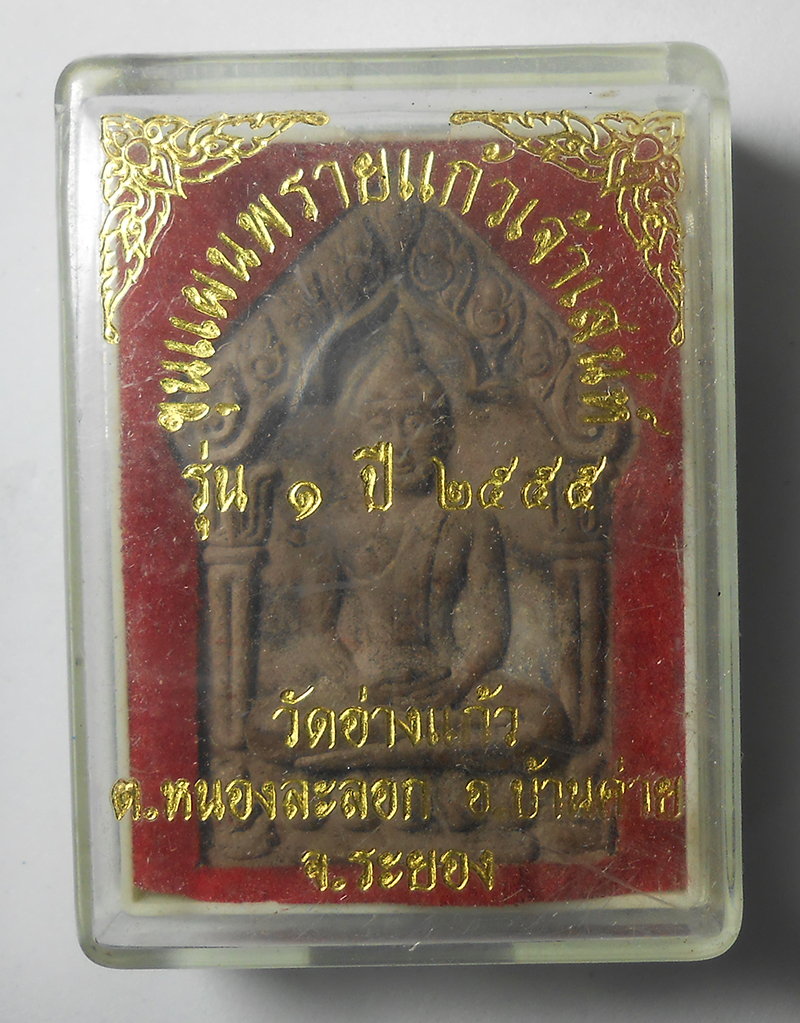 ขุนแผนพรายแก้วเจ้าเสน่ห์
รุ่น ๑ ปี ๒๕๕๕
วัดอ่างแก้ว
ต.หนองละลอก อ.บ้านค่าย
จ.ระยอง